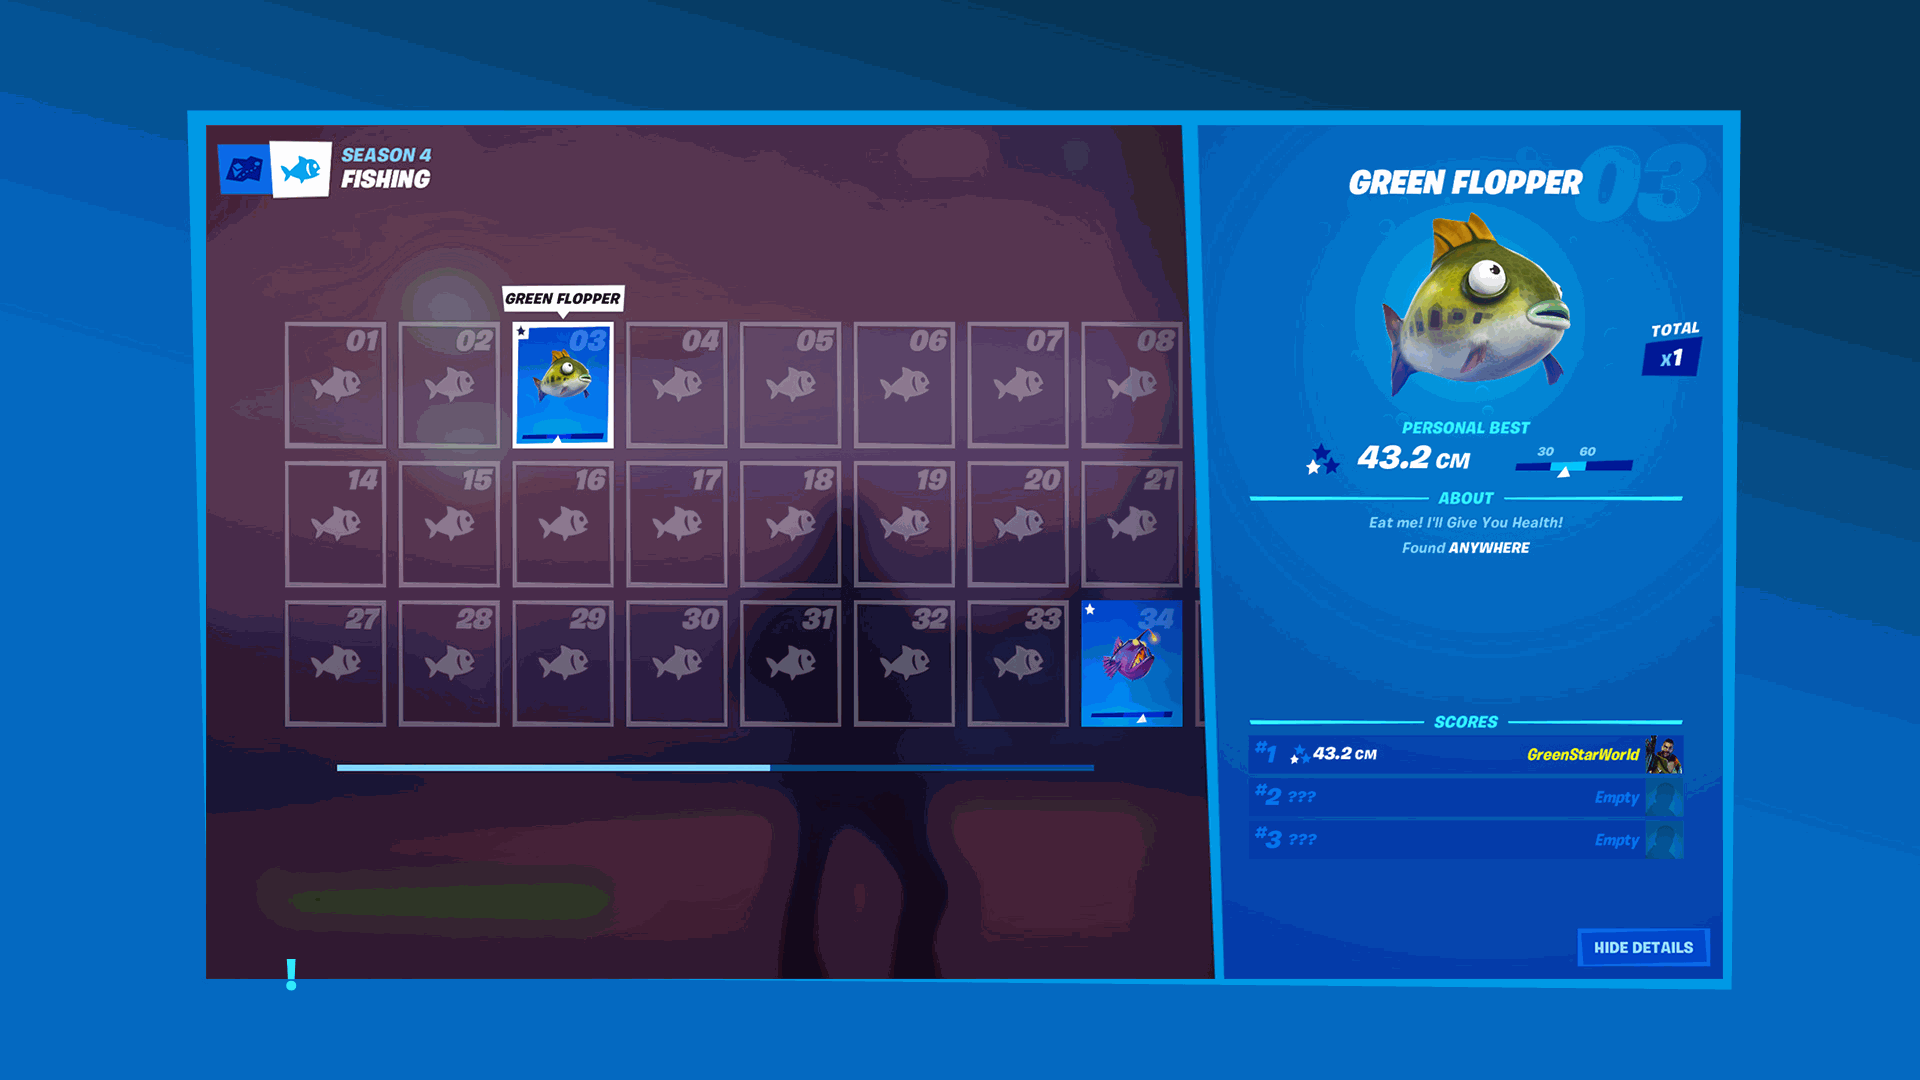 SEASON 4
FISHING
GREEN FLOPPER
01 02 03 04 05 06 07 08
14 15 16 17 18 19 20 21
27 28 29 30 31 32 33 34
!
GREEN FLOPPER 03
TOTAL
x1
PERSONAL BEST
43.2 CM
30 60
ABOUT
Eat me! I'll Give You Health!
Found ANYWHERE
SCORES
#1 43.2 CM GreenStarWorld
#2 ??? Empty
#3 ??? Empty
HIDE DETAILS